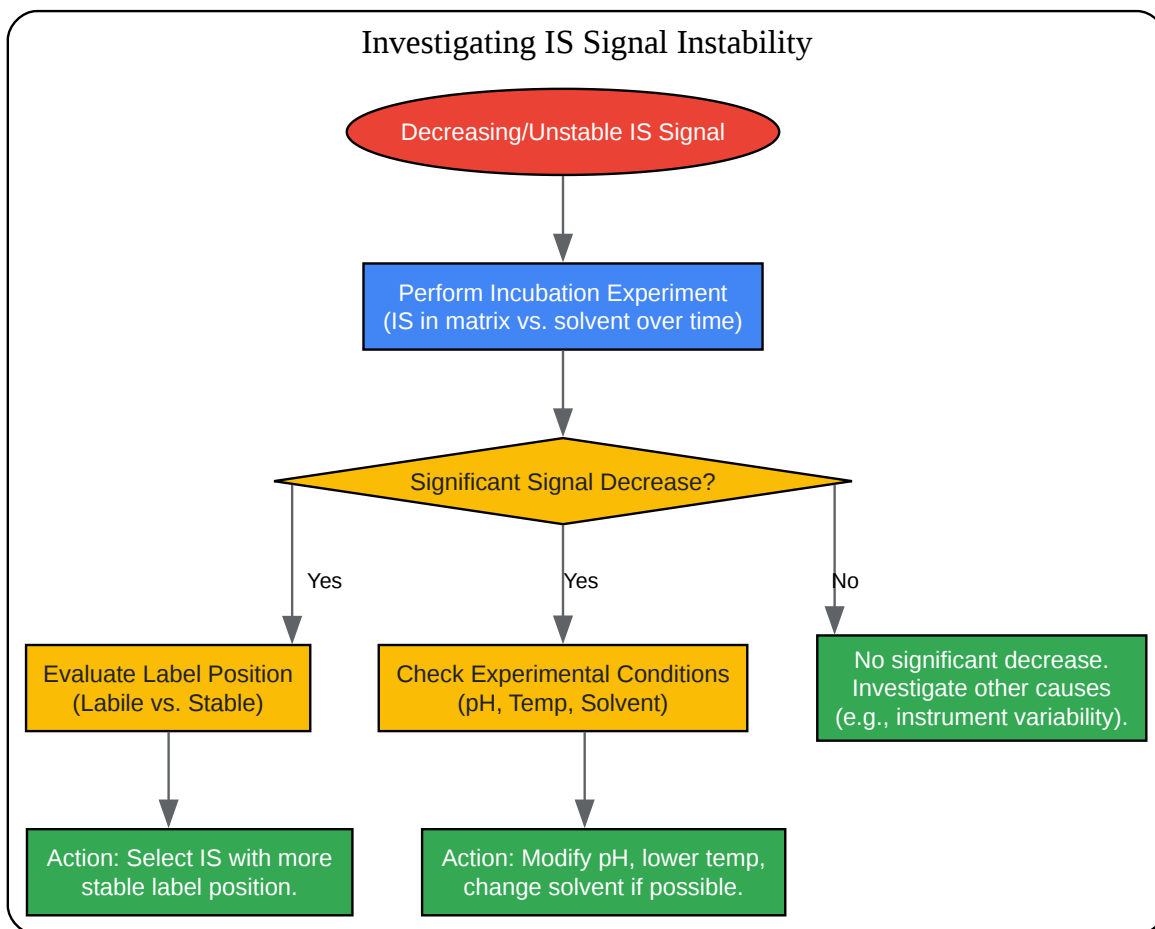 Investigating IS Signal Instability
Decreasing/Unstable IS Signal
Perform Incubation Experiment
(IS in matrix vs. solvent over time)
Significant Signal Decrease?
Yes
Yes
No
Evaluate Label Position
(Labile vs. Stable)
Check Experimental Conditions
(pH, Temp, Solvent)
No significant decrease.
Investigate other causes
(e.g., instrument variability).
Action: Select IS with more
stable label position.
Action: Modify pH, lower temp,
change solvent if possible.